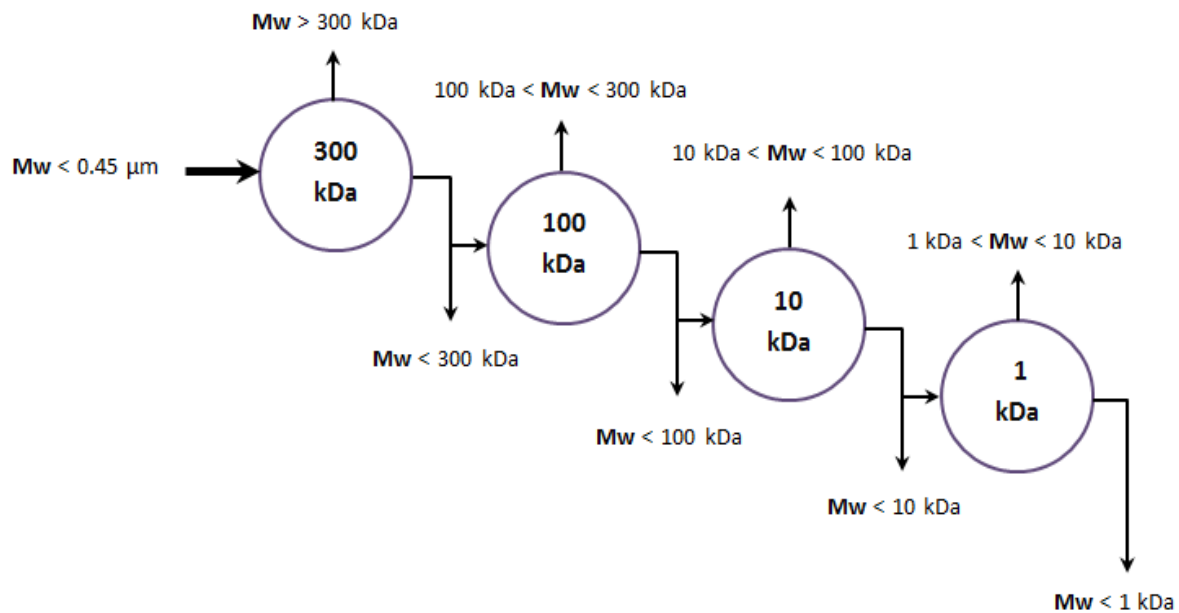 Mw > 300 kDa
100 kDa < Mw < 300 kDa
10 kDa < Mw < 100 kDa
Mw < 0.45 μm
300
kDa
100
kDa
1 kDa < Mw < 10 kDa
10
kDa
Mw < 300 kDa
1
kDa
Mw < 100 kDa
Mw < 10 kDa
Mw < 1 kDa